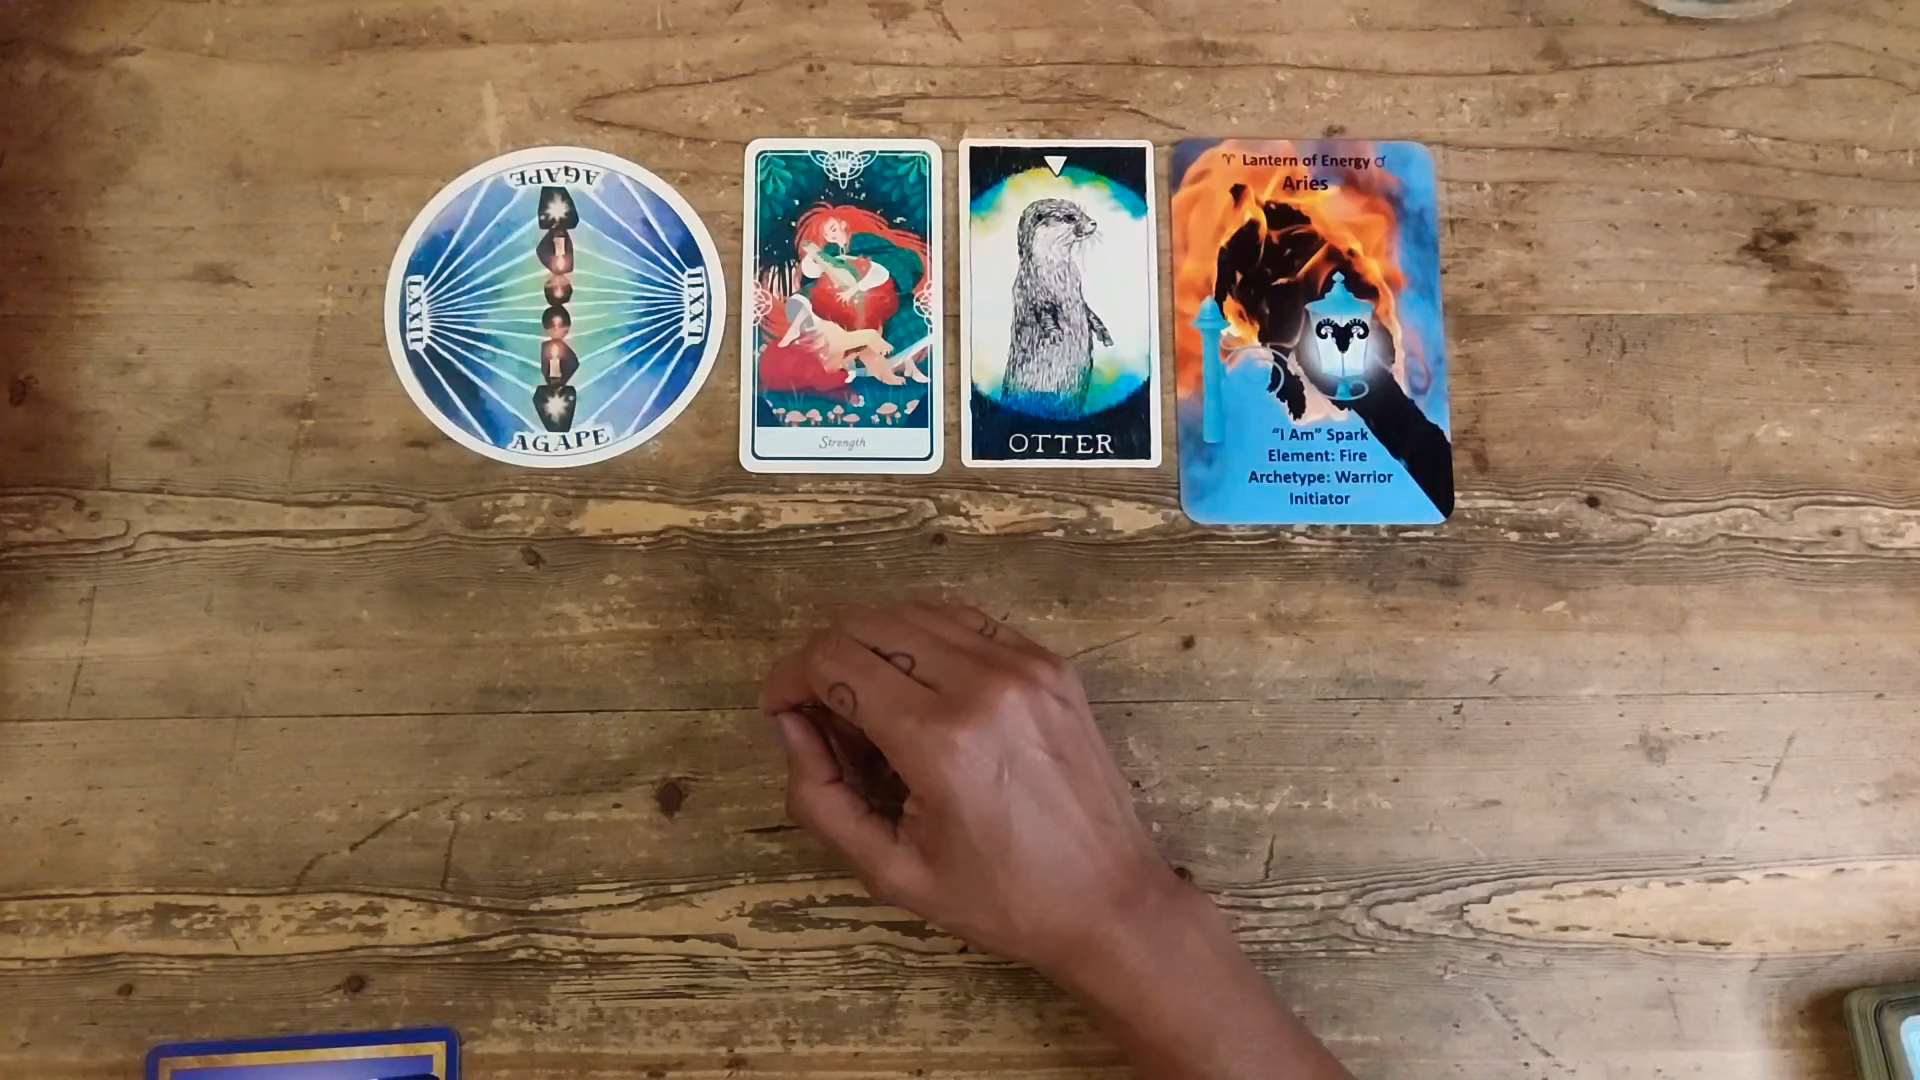 AGAPE
LXXII
LXXII
AGAPE
Strength
OTTER
♈ Lantern of Energy ♂
Aries
"I Am" Spark
Element: Fire
Archetype: Warrior
Initiator